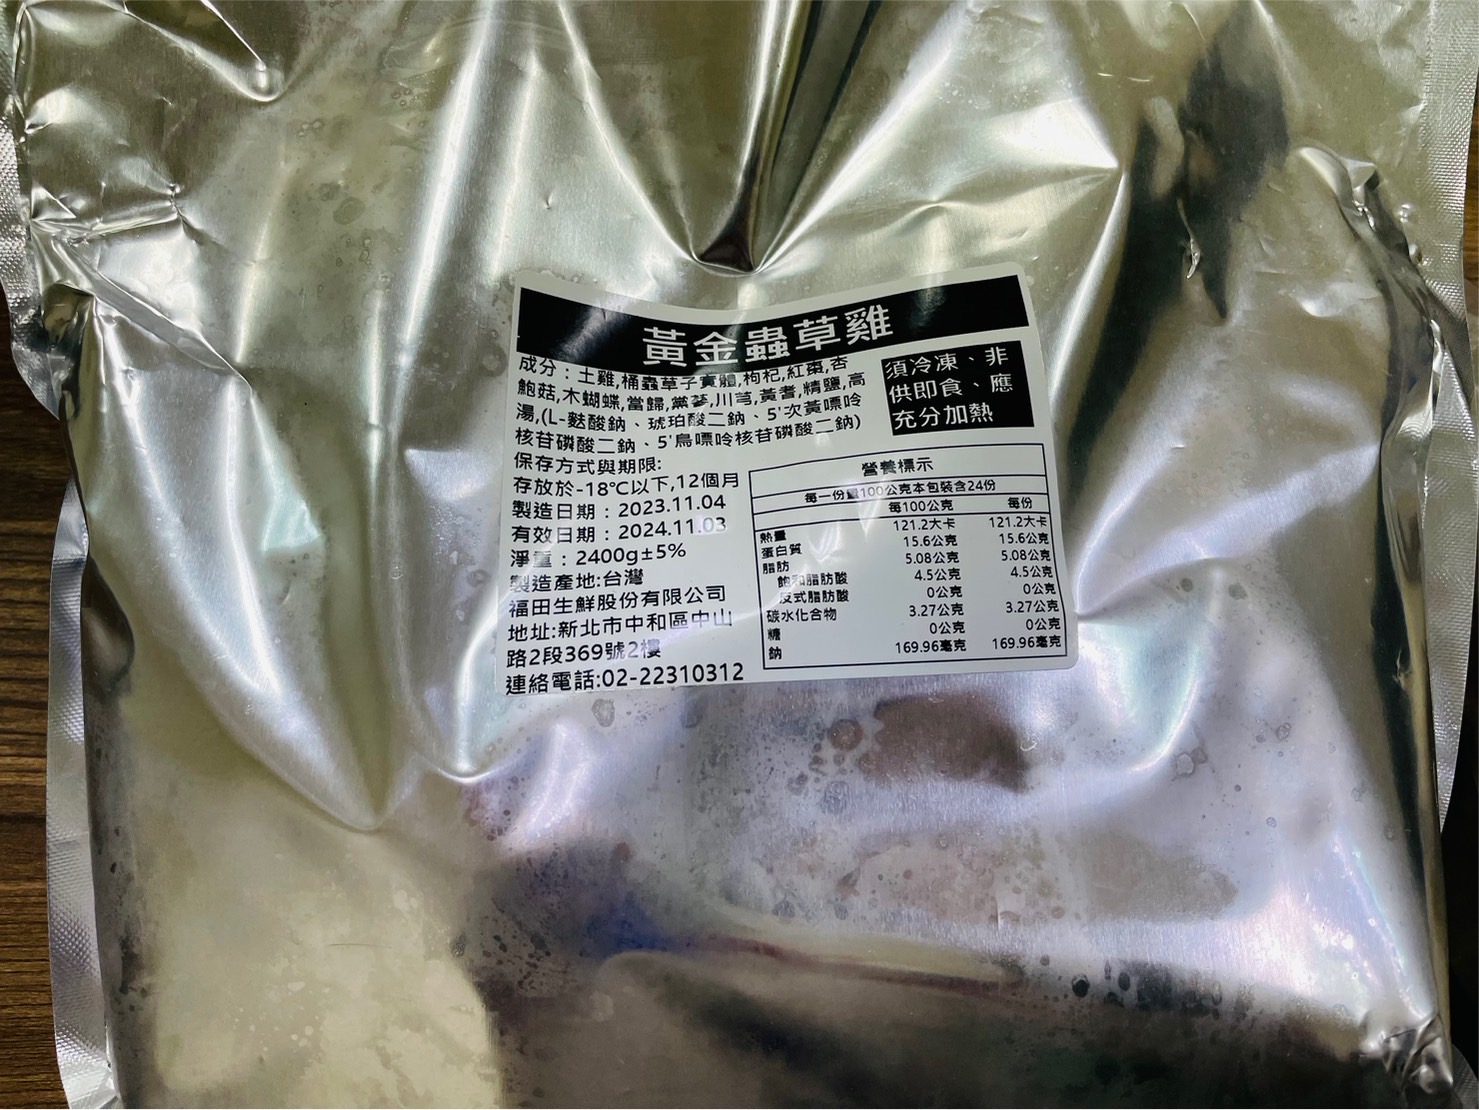 黃金蟲草雞
成分：土雞,桶蟲草子實體,枸杞,紅棗,杏
鮑菇,木蝴蝶,當歸,黨蔘,川芎,黃耆,精鹽,高
湯,(L-麩酸鈉、琥珀酸二鈉、5'次黃嘌呤
核苷磷酸二鈉、5'鳥嘌呤核苷磷酸二鈉)
須冷凍、非
供即食、應
充分加熱
保存方式與期限:
存放於-18℃以下,12個月
製造日期：2023.11.04
有效日期：2024.11.03
淨重：2400g±5%
製造產地:台灣
福田生鮮股份有限公司
地址:新北市中和區中山
路2段369號2樓
連絡電話:02-22310312
營養標示
每一份量100公克本包裝含24份
每100公克 每份
熱量 121.2大卡 121.2大卡
蛋白質 15.6公克 15.6公克
脂肪 5.08公克 5.08公克
飽和脂肪酸 4.5公克 4.5公克
反式脂肪酸 0公克 0公克
碳水化合物 3.27公克 3.27公克
糖 0公克 0公克
鈉 169.96毫克 169.96毫克